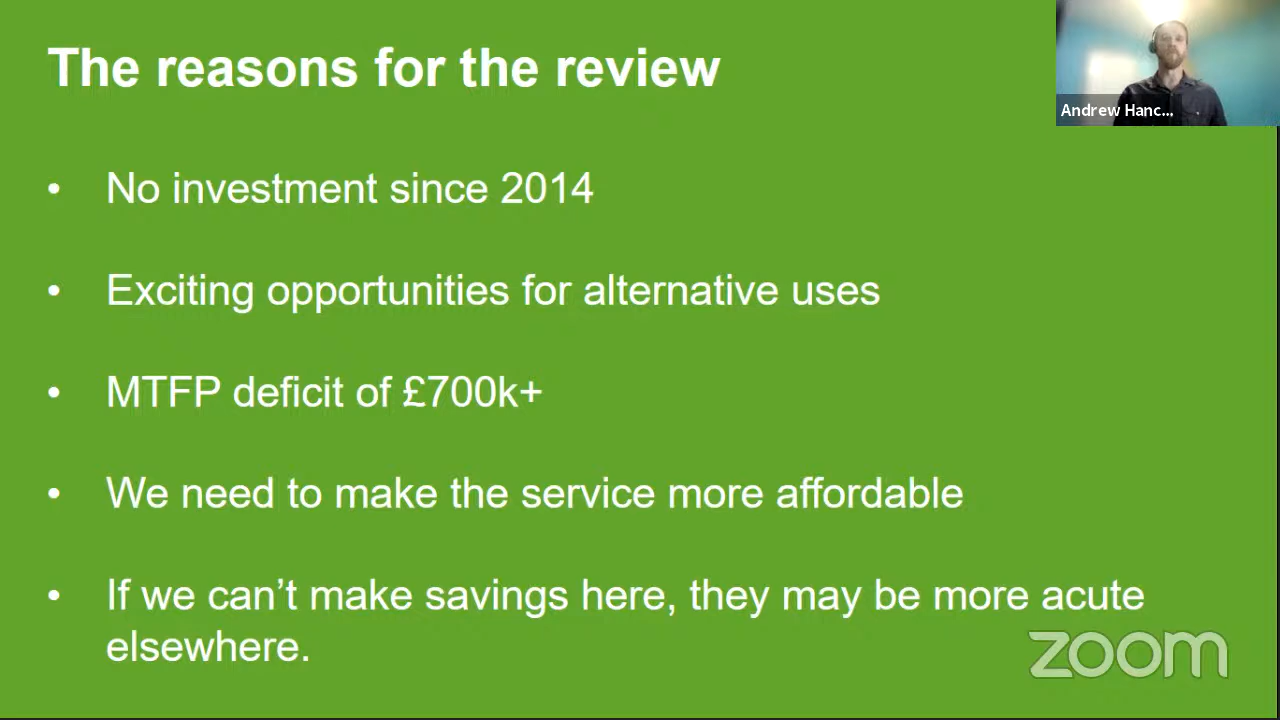 The reasons for the review
Andrew Hanc...
• No investment since 2014
• Exciting opportunities for alternative uses
• MTFP deficit of £700k+
• We need to make the service more affordable
• If we can’t make savings here, they may be more acute
elsewhere.
zoom